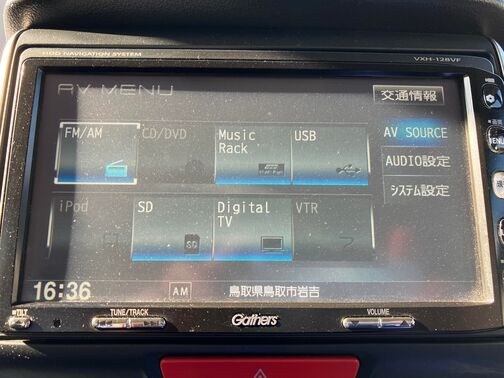 HDD NAVIGATION SYSTEM
VXH-128VF
AV MENU
交通情報
FM/AM
CD/DVD
Music
Rack
USB
AV SOURCE
AUDIO設定
システム設定
iPod
SD
Digital
TV
VTR
16:36
AM
鳥取県鳥取市岩吉
TILT
TUNE/TRACK
Gathers
VOLUME
MENU